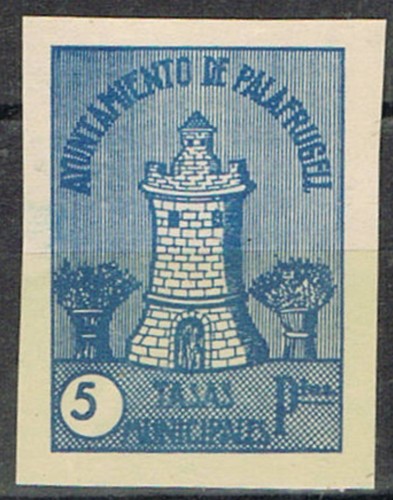 AYUNTAMIENTO DE PALAFRUGELL
5 TASAS Ptas.
MUNICIPALES